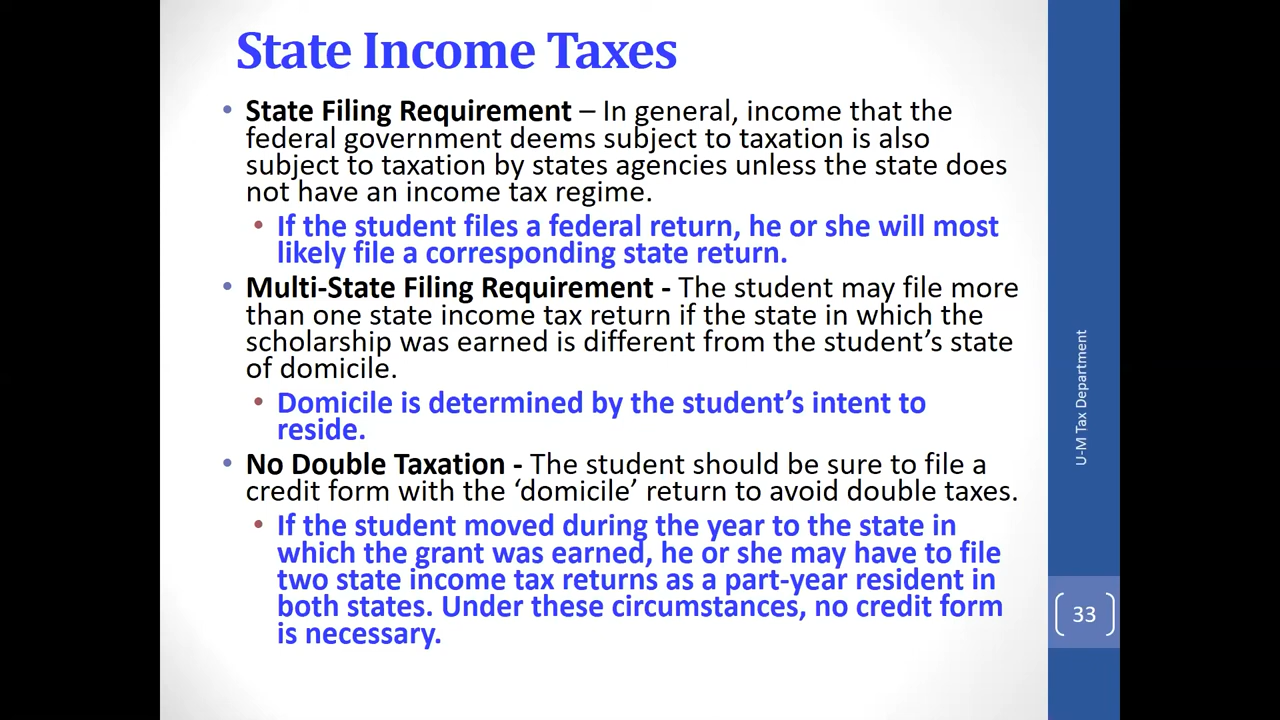 State Income Taxes
• State Filing Requirement – In general, income that the
federal government deems subject to taxation is also
subject to taxation by states agencies unless the state does
not have an income tax regime.
• If the student files a federal return, he or she will most
likely file a corresponding state return.
• Multi-State Filing Requirement - The student may file more
than one state income tax return if the state in which the
scholarship was earned is different from the student’s state
of domicile.
• Domicile is determined by the student’s intent to
reside.
• No Double Taxation - The student should be sure to file a
credit form with the ‘domicile’ return to avoid double taxes.
• If the student moved during the year to the state in
which the grant was earned, he or she may have to file
two state income tax returns as a part-year resident in
both states. Under these circumstances, no credit form
is necessary.
U-M Tax Department
33